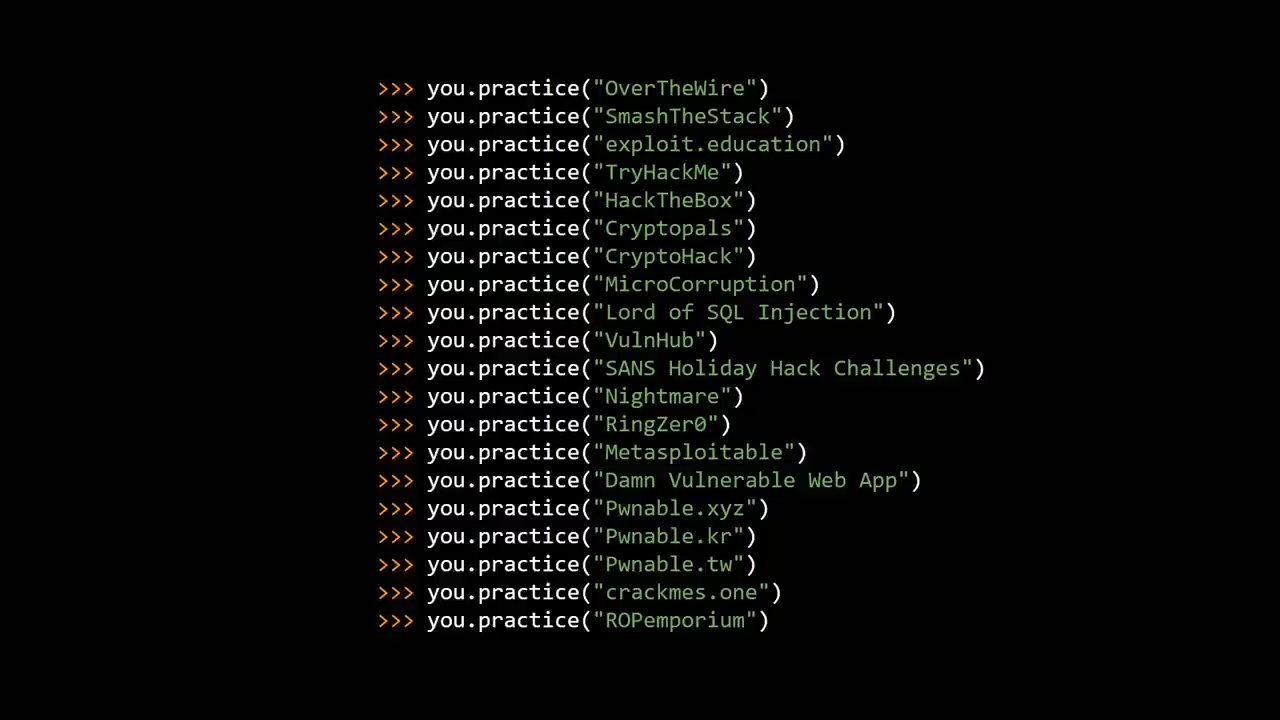 >>> you.practice("OverTheWire")
>>> you.practice("SmashTheStack")
>>> you.practice("exploit.education")
>>> you.practice("TryHackMe")
>>> you.practice("HackTheBox")
>>> you.practice("Cryptopals")
>>> you.practice("CryptoHack")
>>> you.practice("MicroCorruption")
>>> you.practice("Lord of SQL Injection")
>>> you.practice("VulnHub")
>>> you.practice("SANS Holiday Hack Challenges")
>>> you.practice("Nightmare")
>>> you.practice("RingZer0")
>>> you.practice("Metasploitable")
>>> you.practice("Damn Vulnerable Web App")
>>> you.practice("Pwnable.xyz")
>>> you.practice("Pwnable.kr")
>>> you.practice("Pwnable.tw")
>>> you.practice("crackmes.one")
>>> you.practice("ROPemporium")